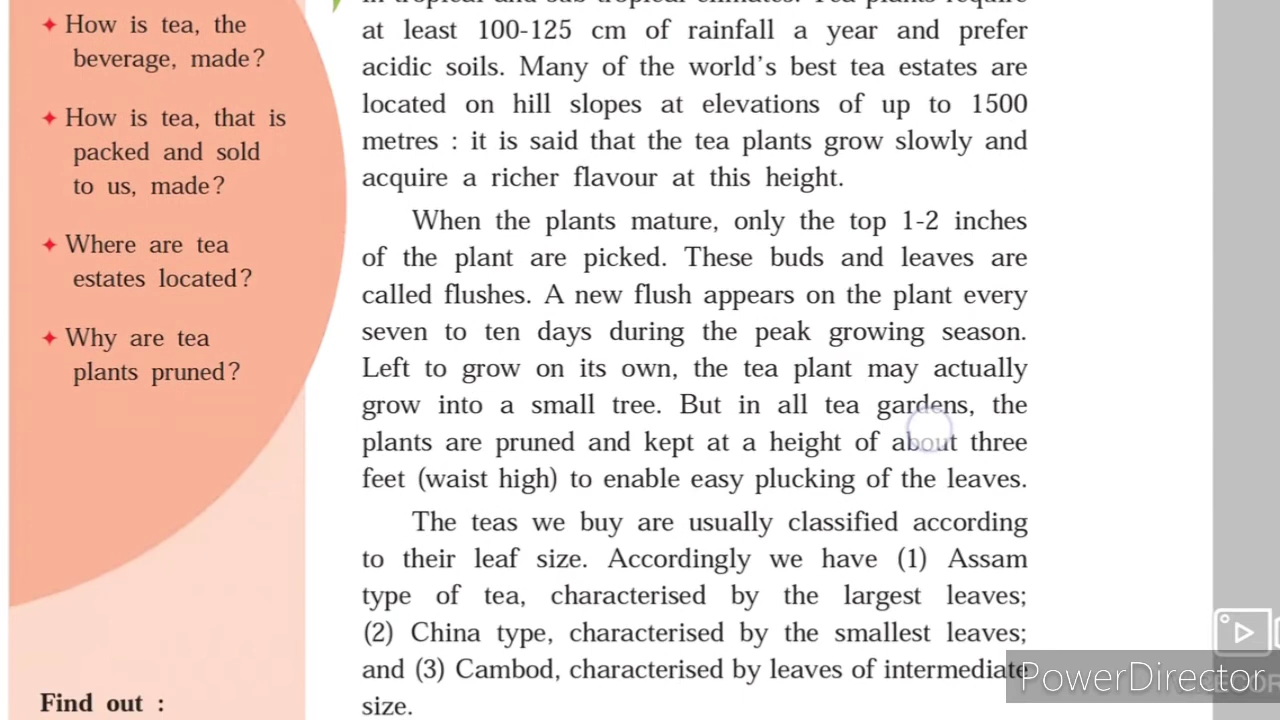 How is tea, the
beverage, made?
How is tea, that is
packed and sold
to us, made?
Where are tea
estates located?
Why are tea
plants pruned?
Find out :
in tropical and sub-tropical climates. Tea plants require
at least 100-125 cm of rainfall a year and prefer
acidic soils. Many of the world's best tea estates are
located on hill slopes at elevations of up to 1500
metres : it is said that the tea plants grow slowly and
acquire a richer flavour at this height.
When the plants mature, only the top 1-2 inches
of the plant are picked. These buds and leaves are
called flushes. A new flush appears on the plant every
seven to ten days during the peak growing season.
Left to grow on its own, the tea plant may actually
grow into a small tree. But in all tea gardens, the
plants are pruned and kept at a height of about three
feet (waist high) to enable easy plucking of the leaves.
The teas we buy are usually classified according
to their leaf size. Accordingly we have (1) Assam
type of tea, characterised by the largest leaves;
(2) China type, characterised by the smallest leaves;
and (3) Cambod, characterised by leaves of intermediate
size.
PowerDirector